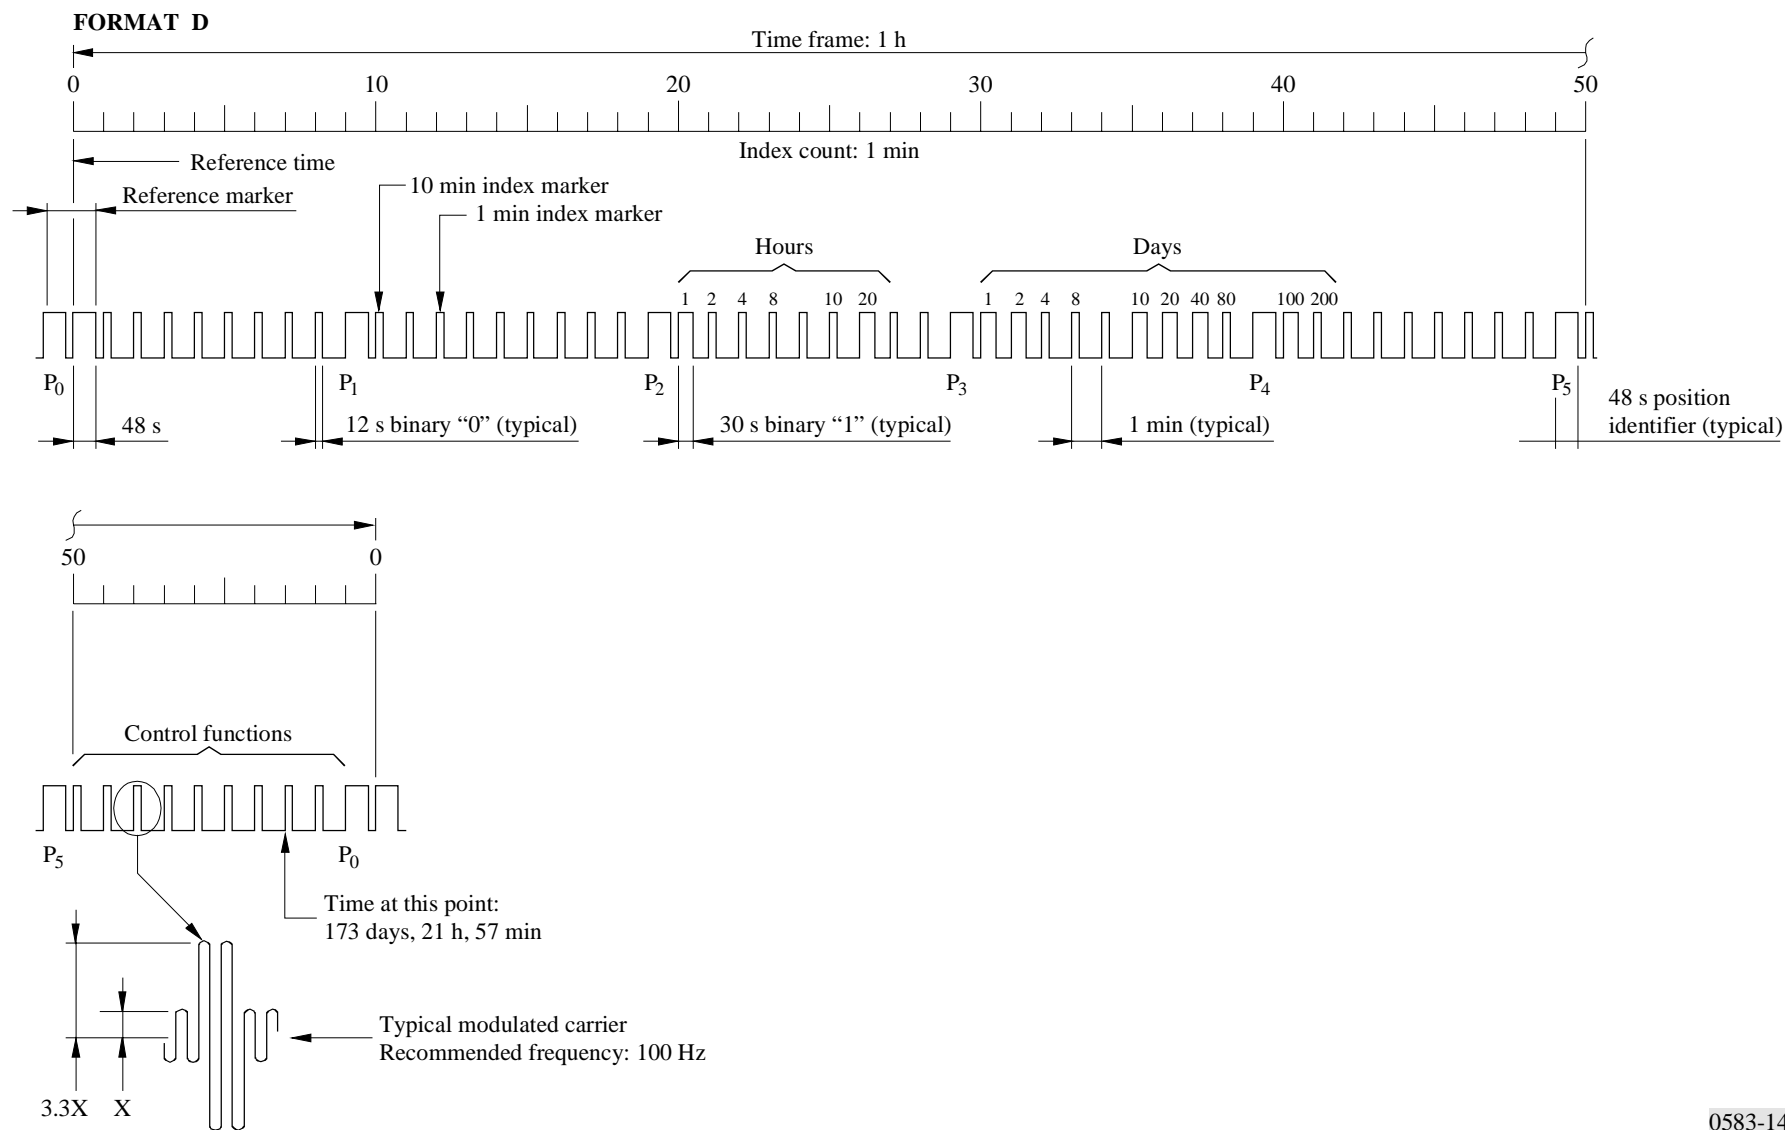 FORMAT D
Time frame: 1 h
0 10 20 30 40 50
Index count: 1 min
Reference time
Reference marker
10 min index marker
1 min index marker
Hours
Days
1 2 4 8 10 20
1 2 4 8 10 20 40 80 100 200
P0 P1 P2 P3 P4 P5
48 s
12 s binary “0” (typical)
30 s binary “1” (typical)
1 min (typical)
48 s position
identifier (typical)
50 0
Control functions
P5 P0
Time at this point:
173 days, 21 h, 57 min
Typical modulated carrier
Recommended frequency: 100 Hz
3.3X X
0583-14